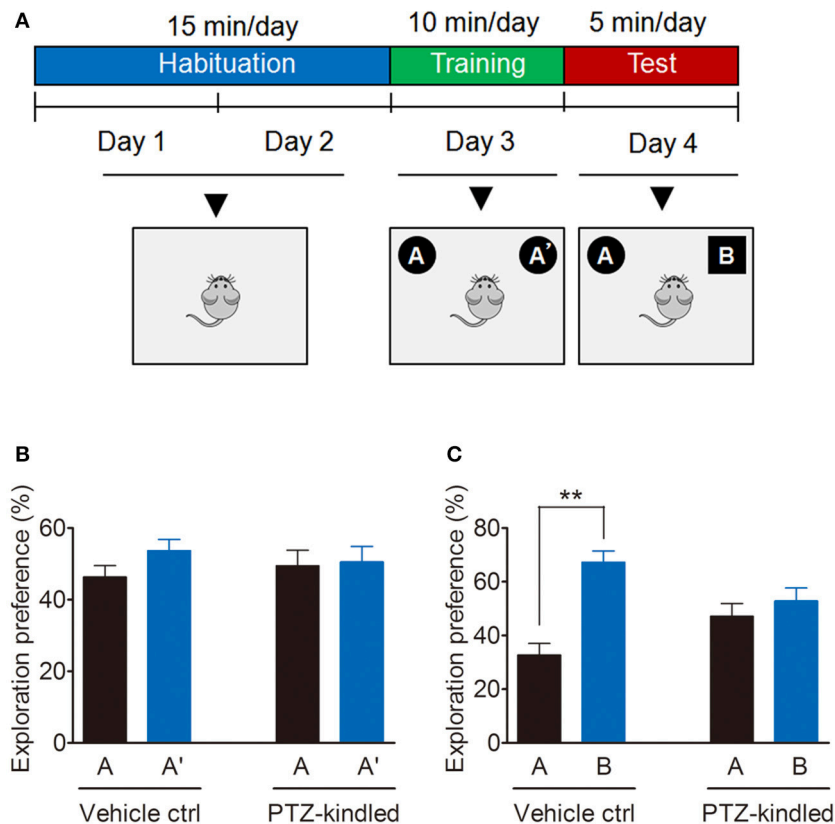 A
15 min/day 10 min/day 5 min/day
Habituation Training Test
Day 1 Day 2 Day 3 Day 4
A A’ A B
B
Exploration preference (%)
60
40
20
0
A A' A A'
Vehicle ctrl PTZ-kindled
C
Exploration preference (%)
80
60
40
20
0
**
A B A B
Vehicle ctrl PTZ-kindled